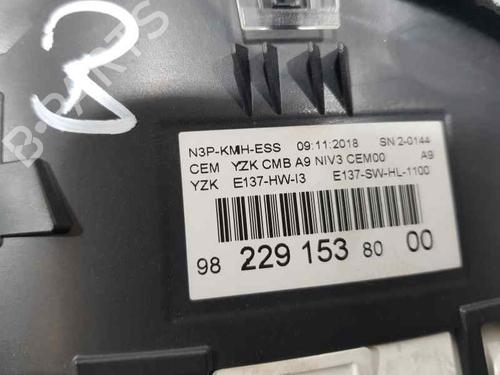 B-PARTS
N3P-KMH-ESS 09:11:2018 SN 2-0144
CEM YZK CMB A9 NIV3 CEM00 A9
YZK E137-HW-I3 E137-SW-HL-1100
98 229 153 80 00